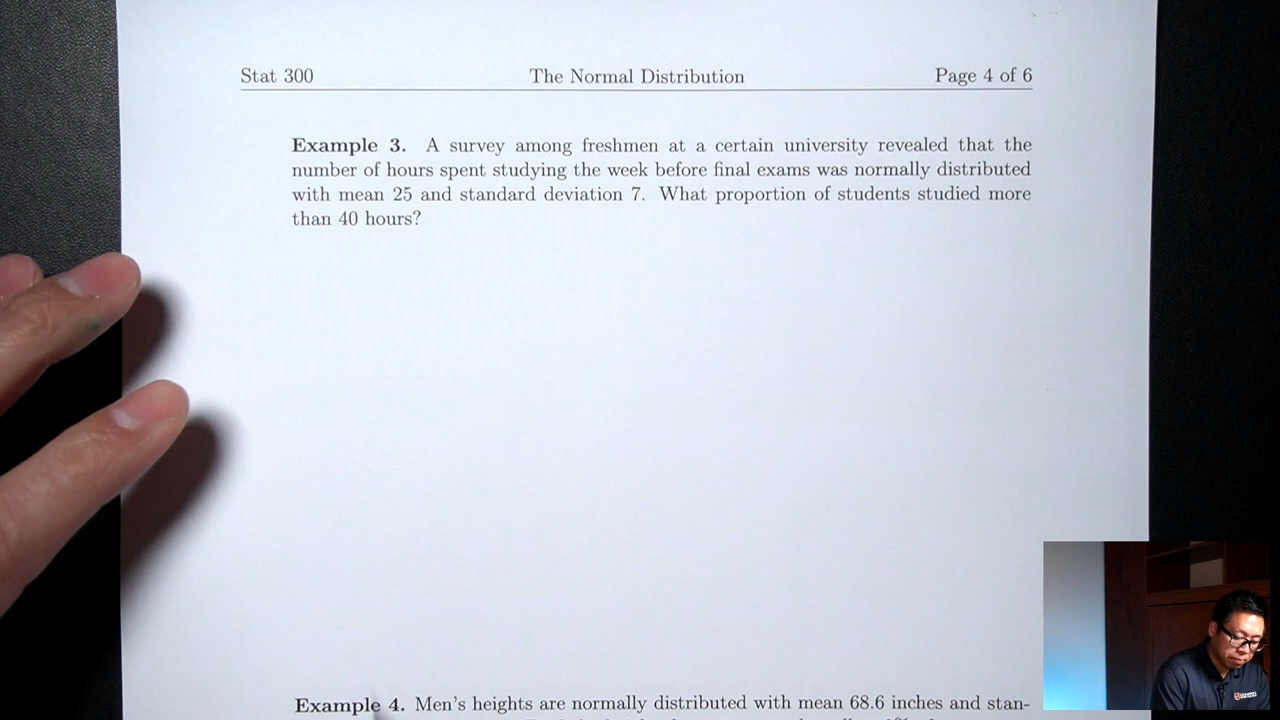 Stat 300 The Normal Distribution Page 4 of 6
Example 3. A survey among freshmen at a certain university revealed that the
number of hours spent studying the week before final exams was normally distributed
with mean 25 and standard deviation 7. What proportion of students studied more
than 40 hours?
Example 4. Men's heights are normally distributed with mean 68.6 inches and stan-